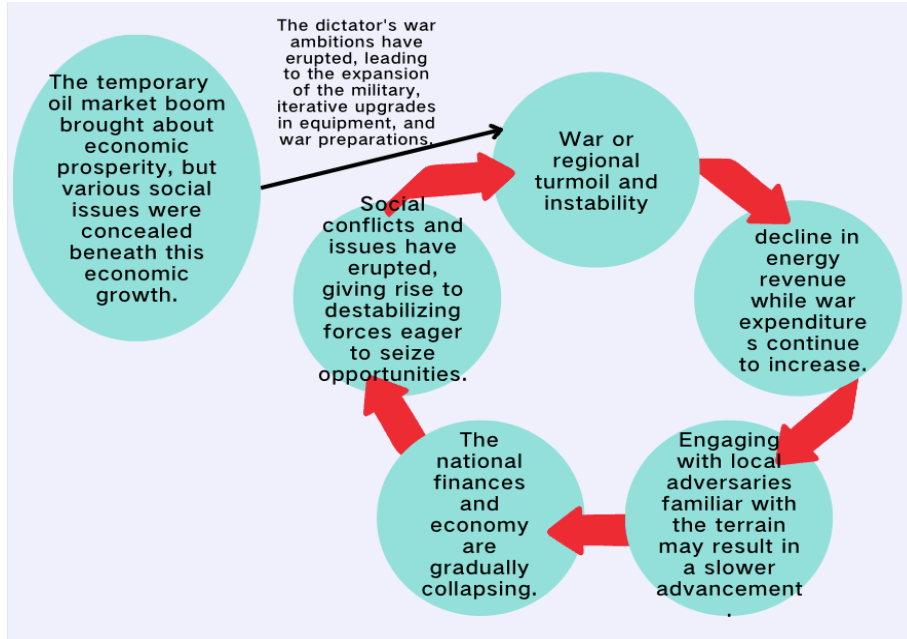 The temporary
oil market boom
brought about
economic
prosperity, but
various social
issues were
concealed
beneath this
economic
growth.
The dictator's war
ambitions have
erupted, leading
to the expansion
of the military,
iterative upgrades
in equipment, and
war preparations.
War or
regional
turmoil and
instability
decline in
energy
revenue
while war
expenditure
s continue
to increase.
Engaging
with local
adversaries
familiar with
the terrain
may result in
a slower
advancement
.
The
national
finances
and
economy
are
gradually
collapsing.
Social
conflicts and
issues have
erupted,
giving rise to
destabilizing
forces eager
to seize
opportunities.